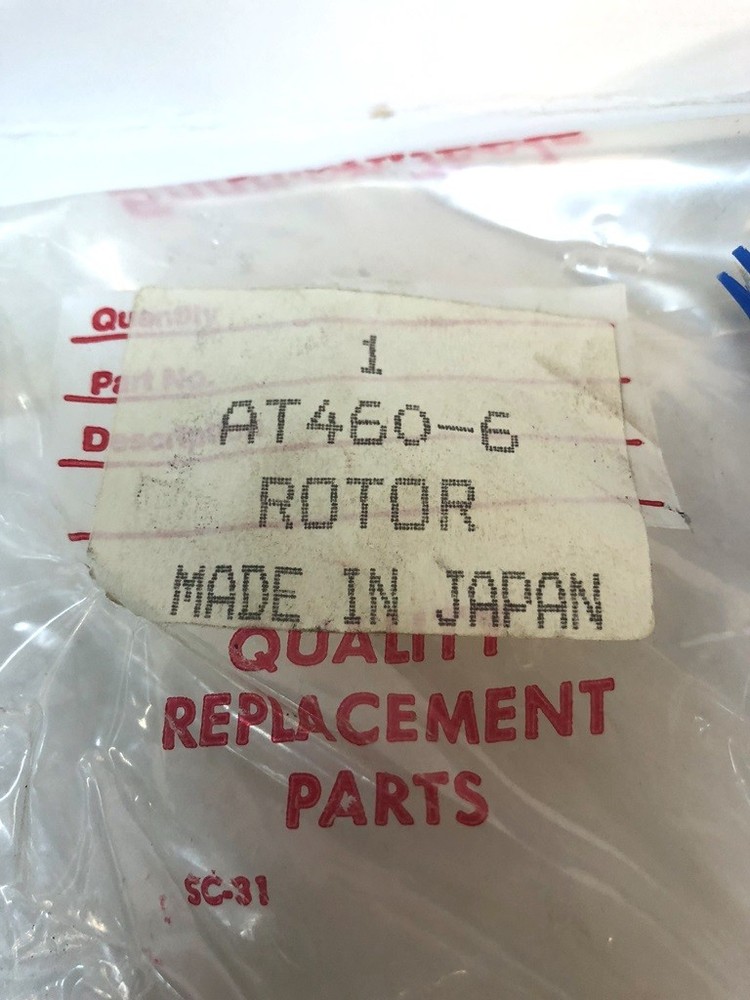 Quantity
1
Part No.
AT460-6
ROTOR
MADE IN JAPAN
QUALITY
REPLACEMENT
PARTS
SC-31